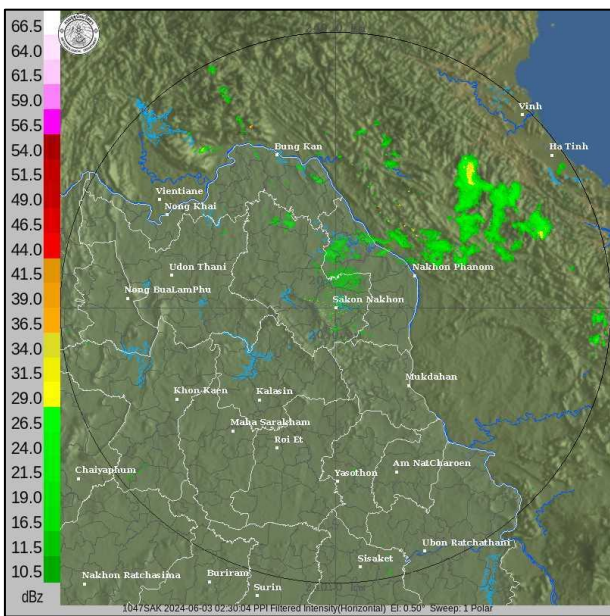 66.5
64.0
61.5
59.0
56.5
54.0
51.5
49.0
46.5
44.0
41.5
39.0
36.5
34.0
31.5
29.0
26.5
24.0
21.5
19.0
16.5
13.5
10.5
dBz
Vinh
Ha Tinh
Bung Kan
Vientiane
Nong Khai
Udon Thani
Nakhon Phanom
Nong BuaLamPhu
Sakon Nakhon
Mukdahan
Khon Kaen
Kalasin
Maha Sarakham
Roi Et
Chaiyaphum
Yasothon
Am NatCharoen
Ubon Ratchathani
Sisaket
Nakhon Ratchasima
Buriram
Surin
1047SAK 2024-06-03 02:30:04 PPI Filtered Intensity(Horizontal) El: 0.50° Sweep: 1 Polar